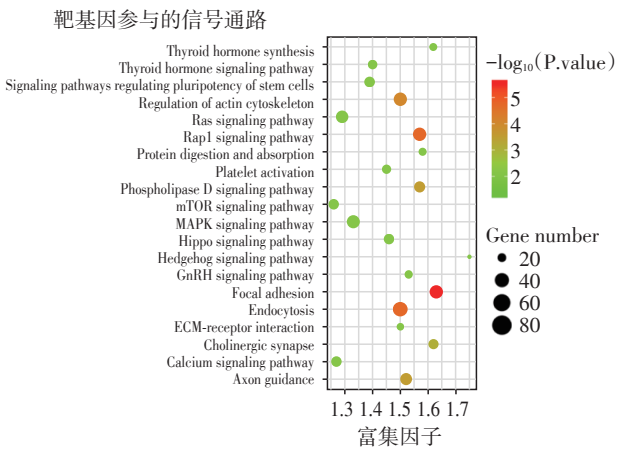 靶基因参与的信号通路
Thyroid hormone synthesis
Thyroid hormone signaling pathway
Signaling pathways regulating pluripotency of stem cells
Regulation of actin cytoskeleton
Ras signaling pathway
Rap1 signaling pathway
Protein digestion and absorption
Platelet activation
Phospholipase D signaling pathway
mTOR signaling pathway
MAPK signaling pathway
Hippo signaling pathway
Hedgehog signaling pathway
GnRH signaling pathway
Focal adhesion
Endocytosis
ECM-receptor interaction
Cholinergic synapse
Calcium signaling pathway
Axon guidance
1.3 1.4 1.5 1.6 1.7
富集因子
−log₁₀(P.value)
5
4
3
2
Gene number
20
40
60
80